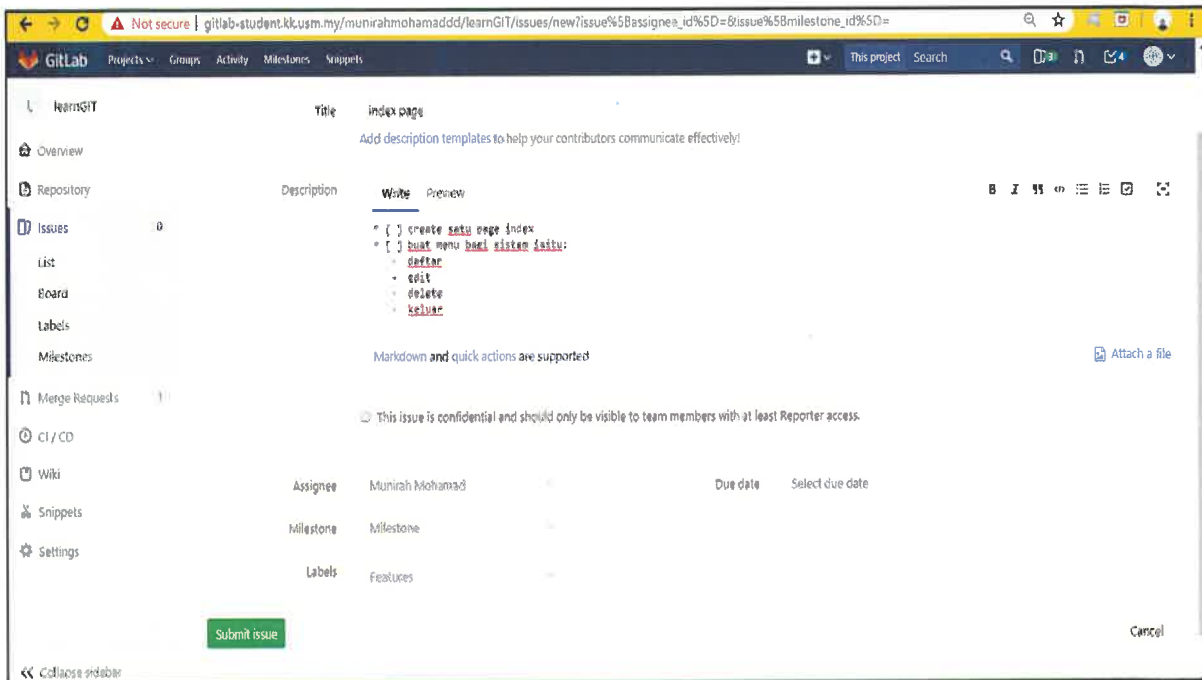 Not secure | gitlab-student.kk.usm.my/munirahmohamaddd/learnGIT/issues/new?issue%5Bassignee_id%5D=&issue%5Bmilestone_id%5D=
GitLab Projects Groups Activity Milestones Snippets This project Search 3 4
L learnGIT
Title index page
Add description templates to help your contributors communicate effectively!
Overview
Repository
Description Write Preview
Issues 0
* [ ] create satu page index
* [ ] buat menu bagi sistem iaitu:
- daftar
- edit
- delete
- keluar
List
Board
Labels
Milestones
Markdown and quick actions are supported
Attach a file
Merge Requests 1
This issue is confidential and should only be visible to team members with at least Reporter access.
CI / CD
Wiki
Assignee Munirah Mohamad Due date Select due date
Snippets
Milestone Milestone
Settings
Labels Features
Submit issue Cancel
Collapse sidebar